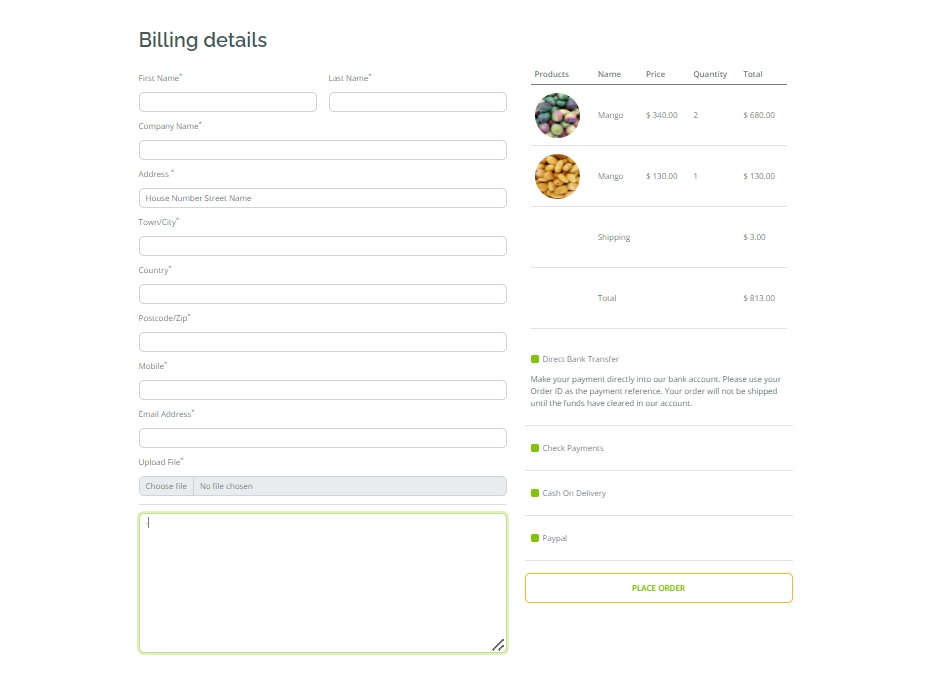 Billing details
First Name*
Last Name*
Company Name*
Address *
House Number Street Name
Town/City*
Country*
Postcode/Zip*
Mobile*
Email Address*
Upload File*
Choose file No file chosen
Products Name Price Quantity Total
Mango $ 340.00 2 $ 680.00
Mango $ 130.00 1 $ 130.00
Shipping $ 3.00
Total $ 813.00
Direct Bank Transfer
Make your payment directly into our bank account. Please use your
Order ID as the payment reference. Your order will not be shipped
until the funds have cleared in our account.
Check Payments
Cash On Delivery
Paypal
PLACE ORDER